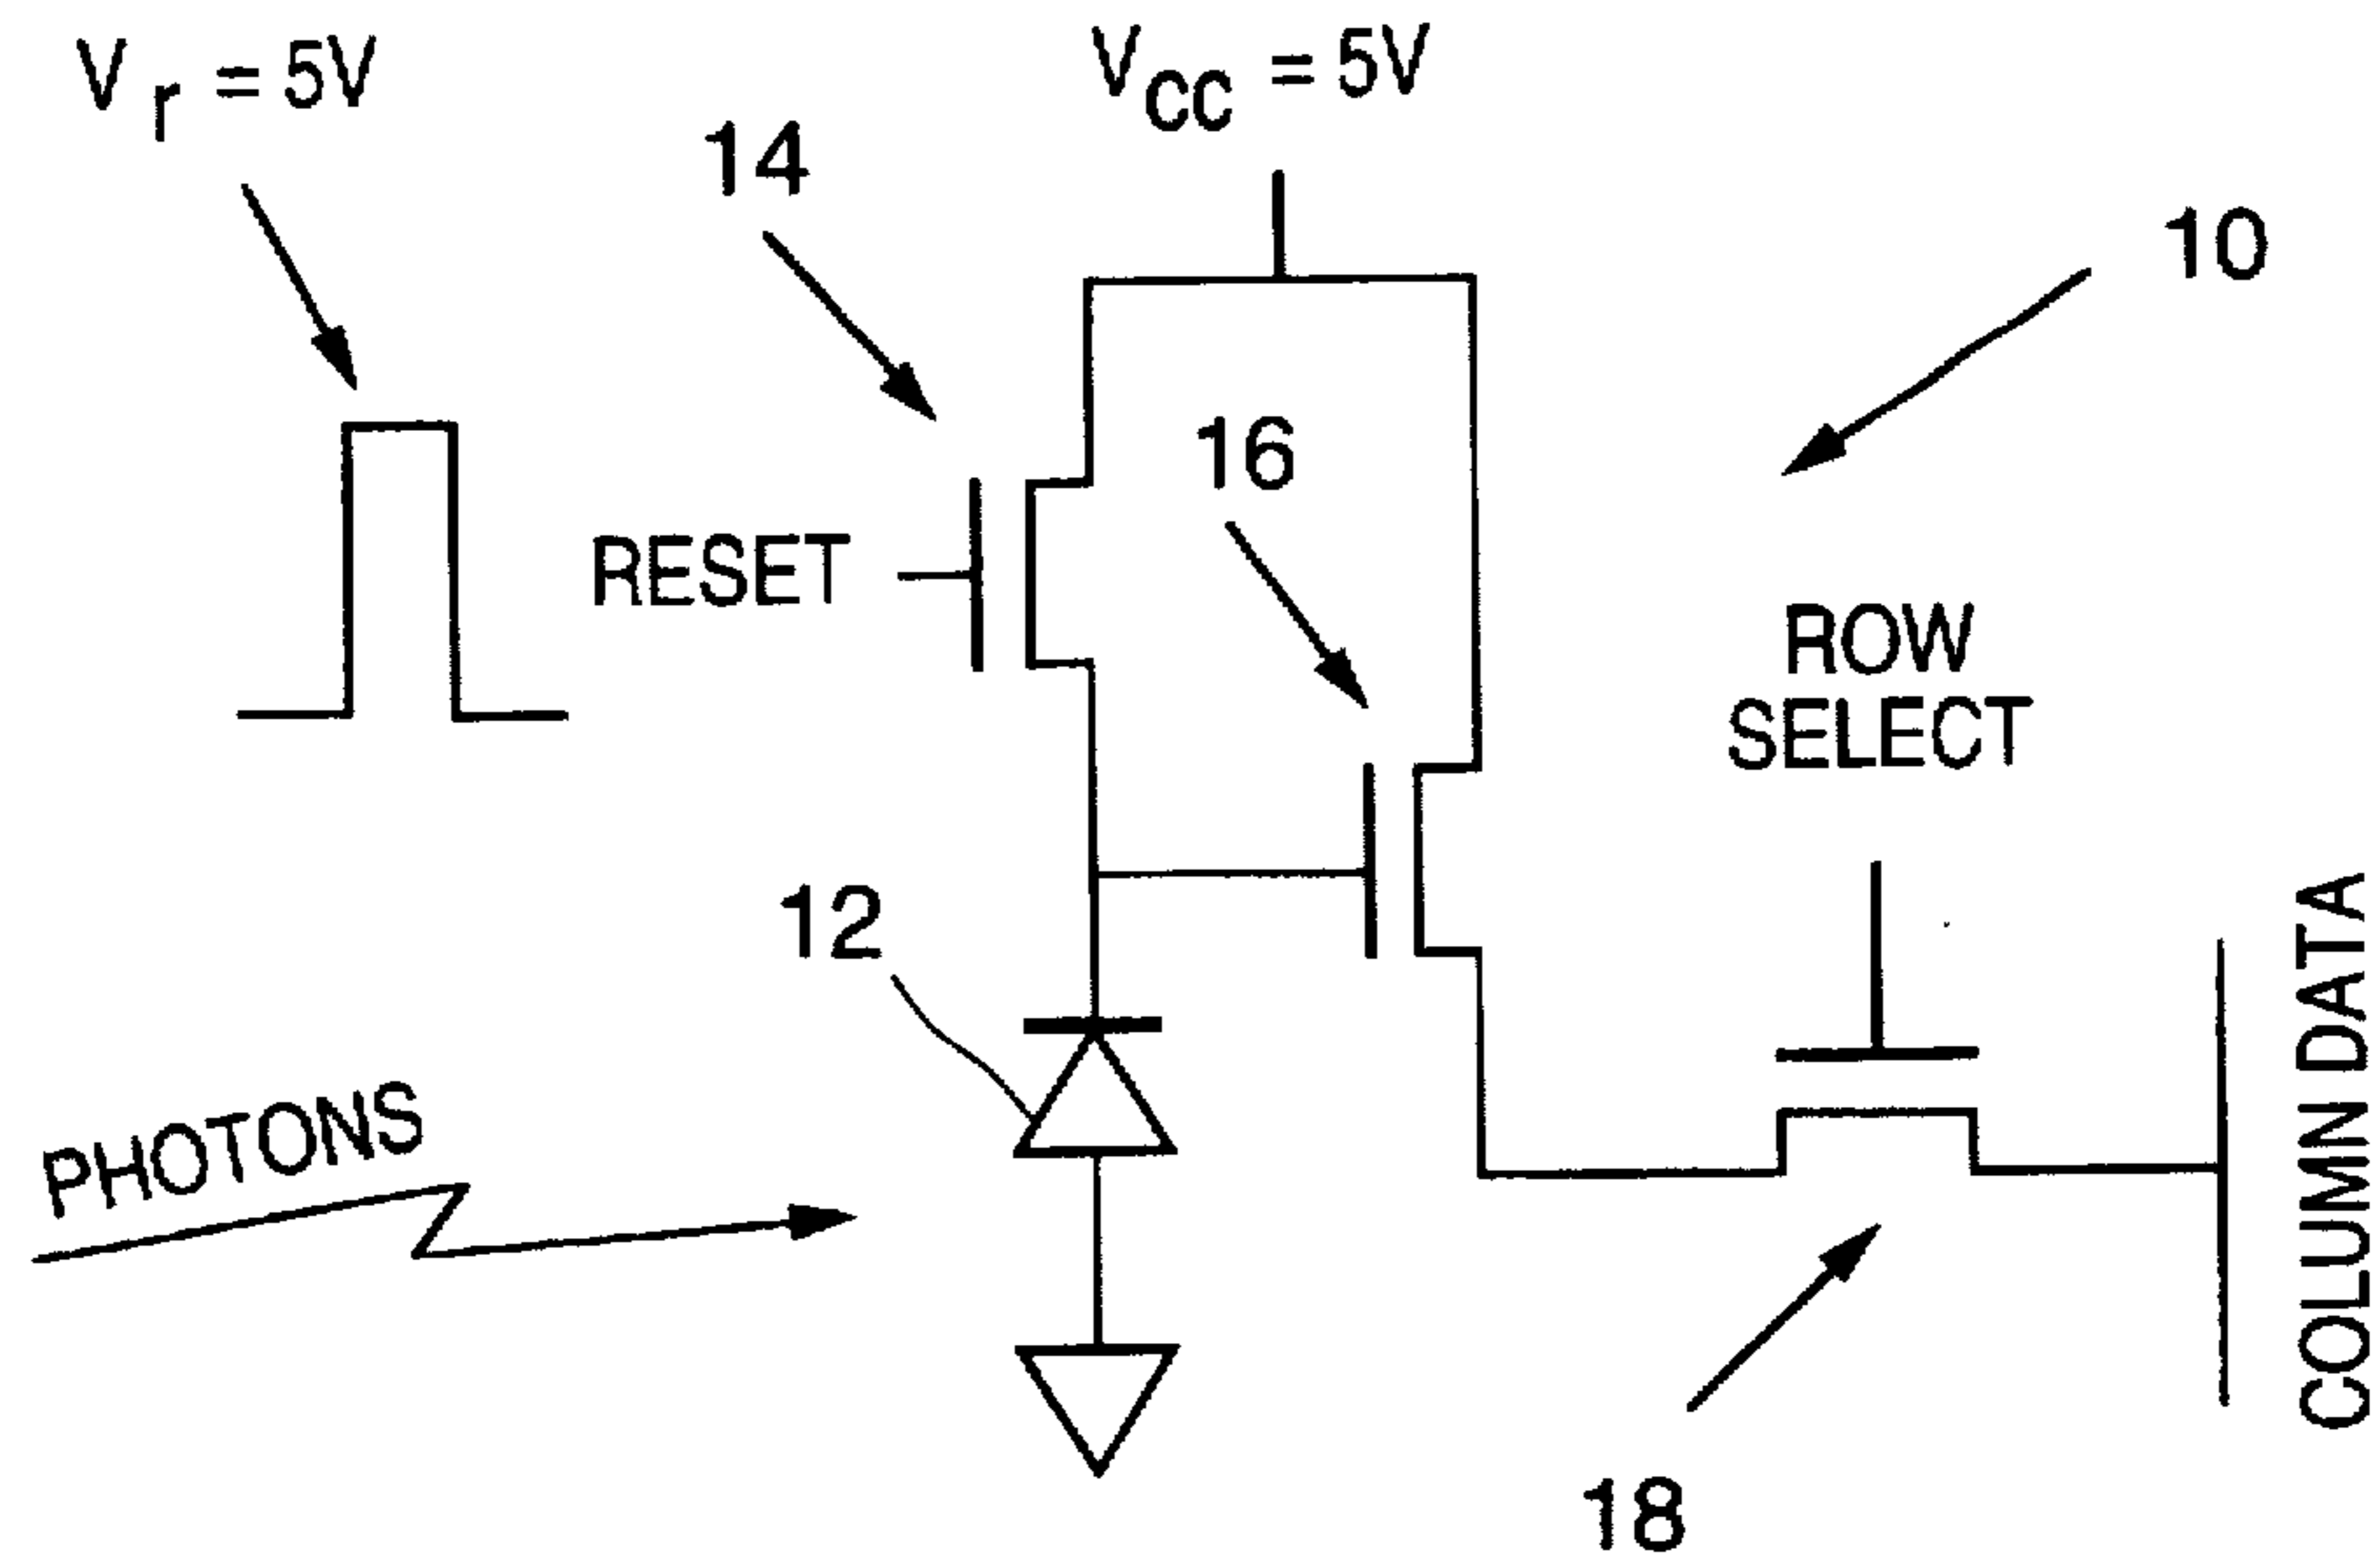 Vr = 5V
VCC = 5V
14
10
16
RESET
ROW
SELECT
12
COLUMN DATA
PHOTONS
18